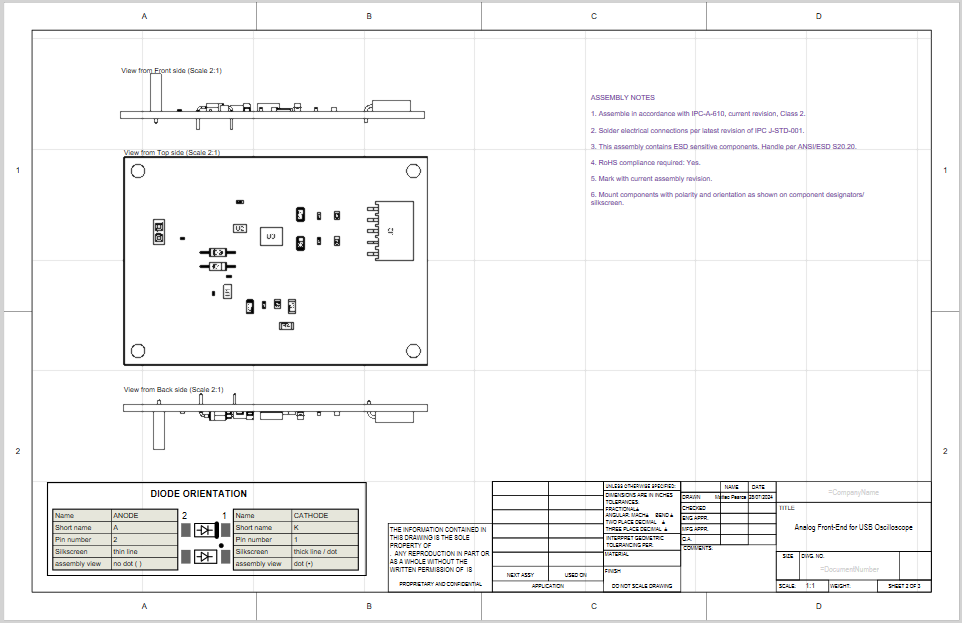 A B C D
View from Front side (Scale 2:1)
ASSEMBLY NOTES
1. Assemble in accordance with IPC-A-610, current revision, Class 2.
2. Solder electrical connections per latest revision of IPC J-STD-001.
3. This assembly contains ESD sensitive components. Handle per ANSI/ESD S20.20.
4. RoHS compliance required: Yes.
5. Mark with current assembly revision.
6. Mount components with polarity and orientation as shown on component designators/
silkscreen.
View from Top side (Scale 2:1)
1 1
U2
U3
J2
U1
View from Back side (Scale 2:1)
2 2
DIODE ORIENTATION
Name ANODE
Short name A
Pin number 2
Silkscreen thin line
assembly view no dot ( )
2 1
Name CATHODE
Short name K
Pin number 1
Silkscreen thick line / dot
assembly view dot (•)
THE INFORMATION CONTAINED IN
THIS DRAWING IS THE SOLE
PROPERTY OF
. ANY REPRODUCTION IN PART OR
AS A WHOLE WITHOUT THE
WRITTEN PERMISSION OF IS
PROPRIETARY AND CONFIDENTIAL
NEXT ASSY USED ON
APPLICATION
UNLESS OTHERWISE SPECIFIED:
DIMENSIONS ARE IN INCHES
TOLERANCES:
FRACTIONAL±
ANGULAR: MACH± BEND ±
TWO PLACE DECIMAL ±
THREE PLACE DECIMAL ±
INTERPRET GEOMETRIC
TOLERANCING PER:
MATERIAL
FINISH
DO NOT SCALE DRAWING
NAME DATE
DRAWN Matteo Pearce 28/07/2024
CHECKED
ENG APPR.
MFG APPR.
Q.A.
COMMENTS:
=CompanyName
TITLE
Analog Front-End for USB Oscilloscope
SIZE DWG. NO.
=DocumentNumber
SCALE: 1:1 WEIGHT: SHEET 2 OF 3
A B C D